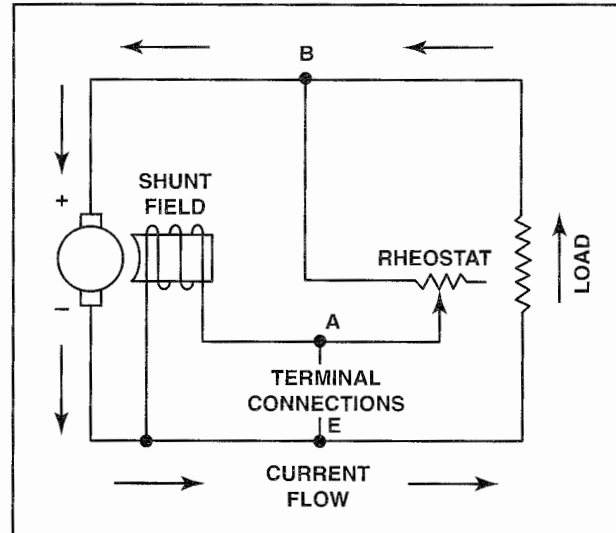 B
+
SHUNT
FIELD
RHEOSTAT
LOAD
–
A
TERMINAL
CONNECTIONS
E
CURRENT
FLOW